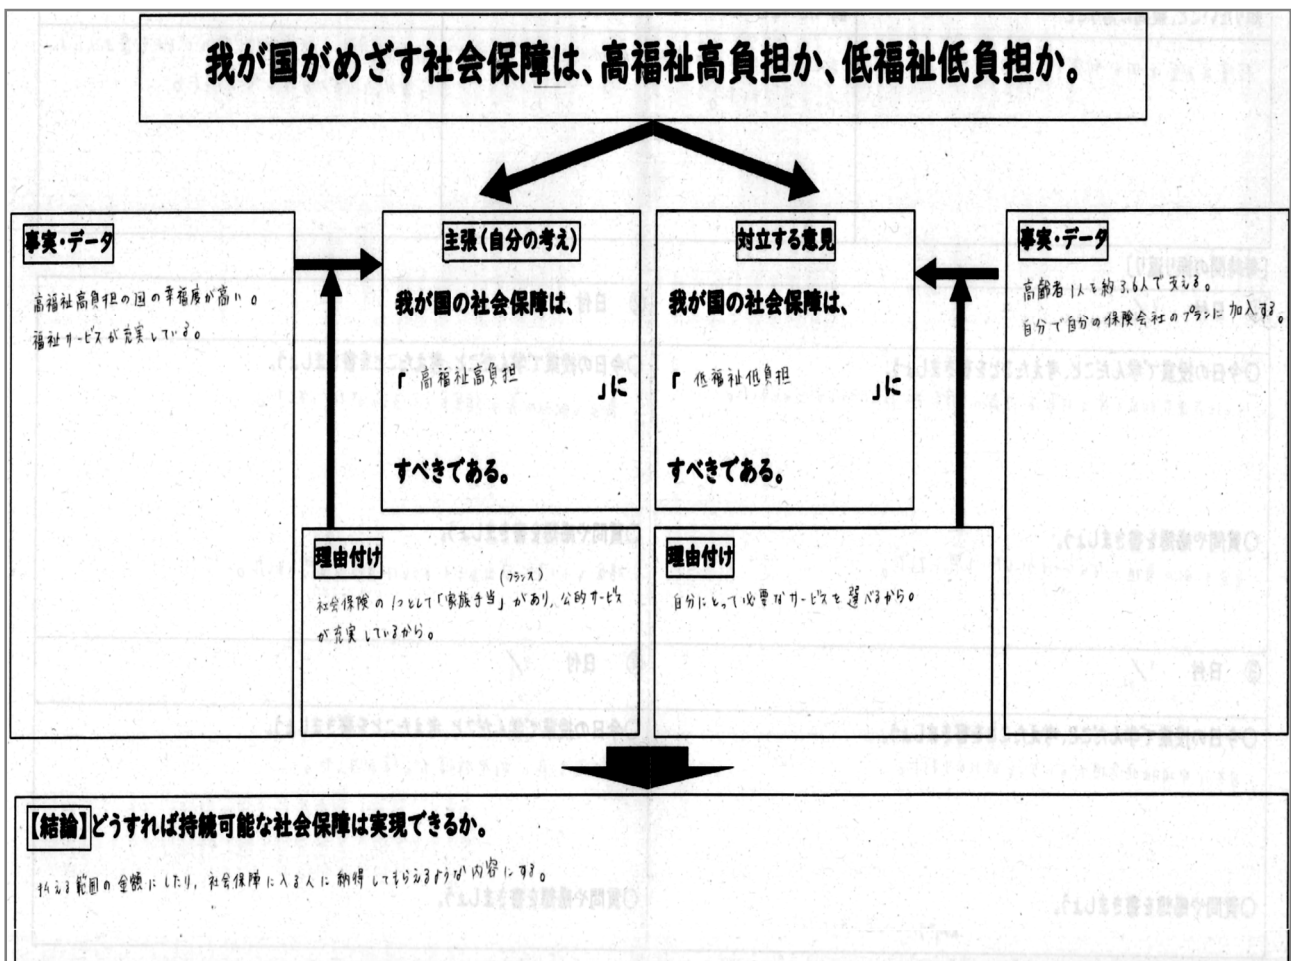 我が国がめざす社会保障は、高福祉高負担か、低福祉低負担か。
事実・データ
高福祉高負担の国の幸福度が高い。
福祉サービスが充実している。
主張(自分の考え)
我が国の社会保障は、
「高福祉高負担」に
すべきである。
理由付け
(フランス)
社会保険の1つとして「家族手当」があり、公的サービス
が充実しているから。
対立する意見
我が国の社会保障は、
「低福祉低負担」に
すべきである。
理由付け
自分にとって必要なサービスを選べるから。
事実・データ
高齢者1人を約3.6人で支える。
自分で自分の保険会社のプランに加入する。
【結論】どうすれば持続可能な社会保障は実現できるか。
払える範囲の金額にしたり、社会保障に入る人に納得してもらえるような内容にする。